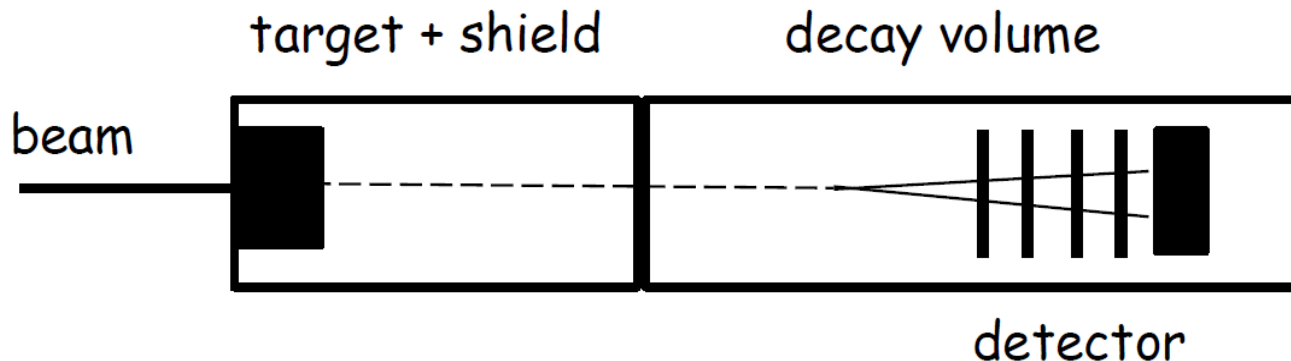 target + shield
decay volume
beam
detector